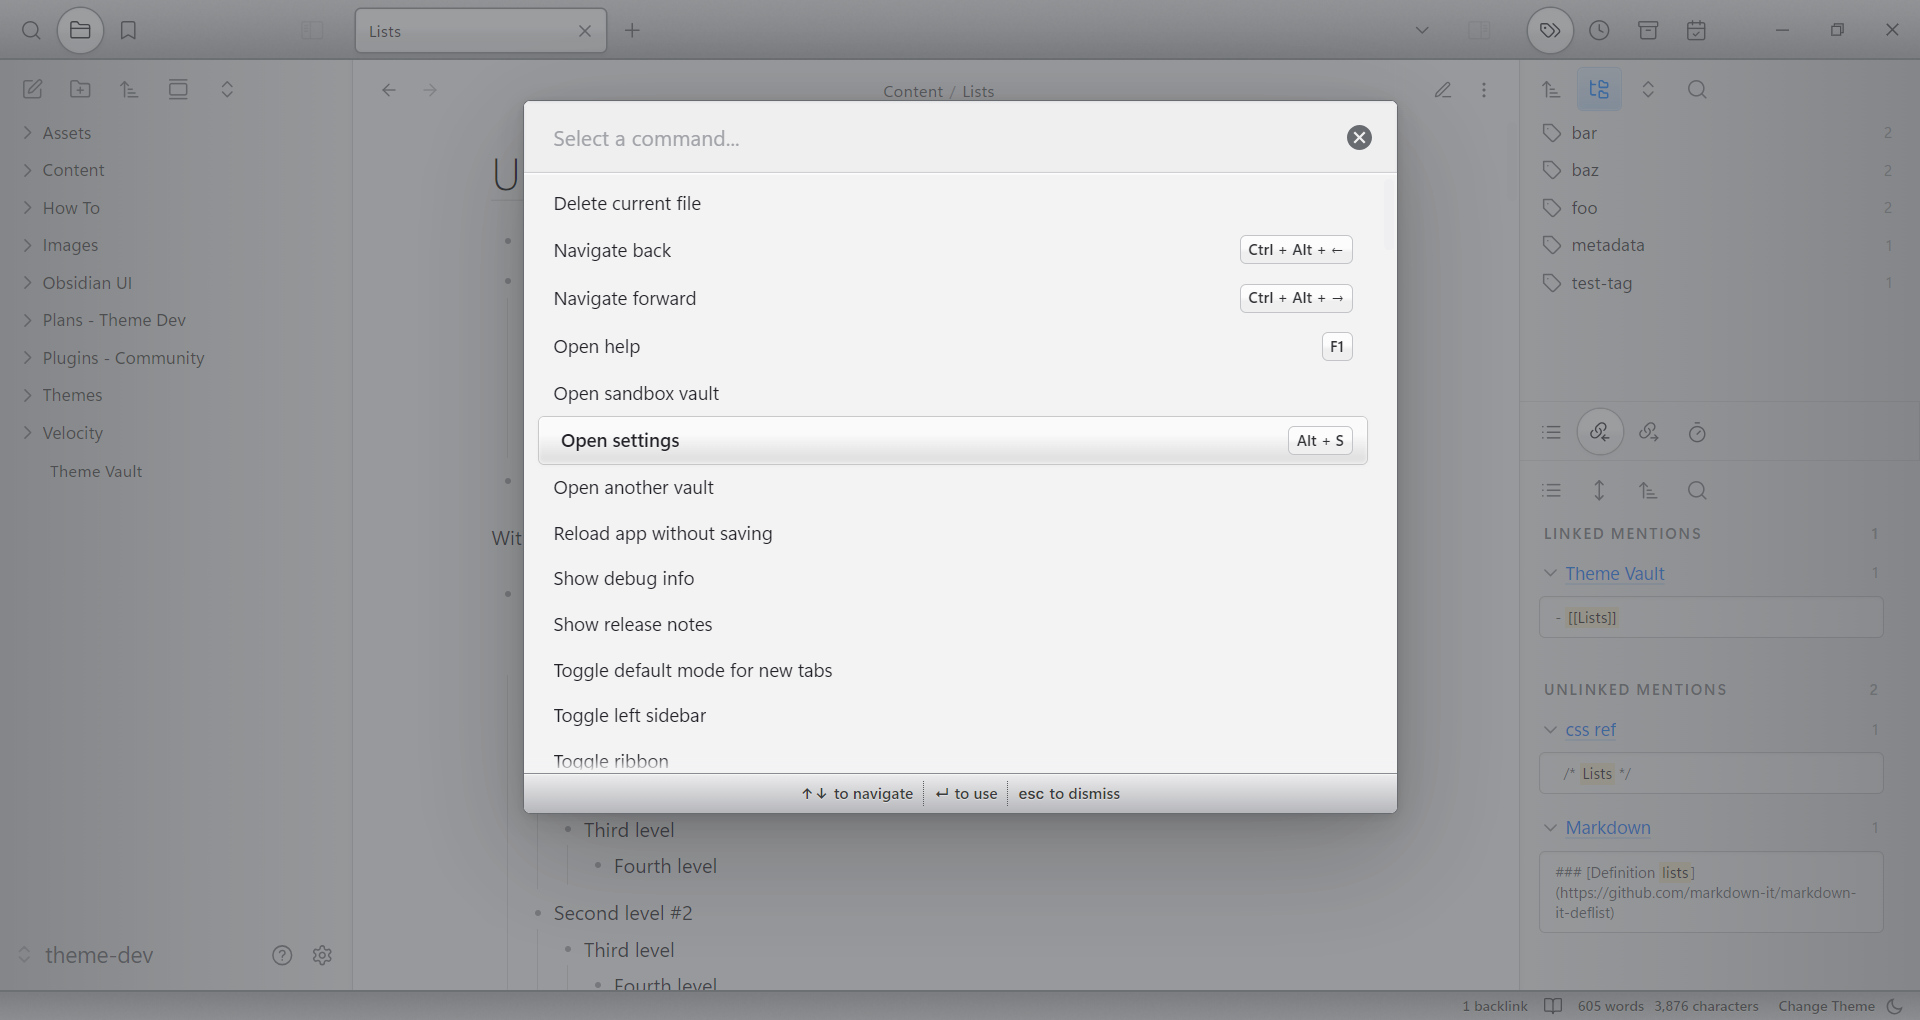 Lists
Content / Lists
Assets
Content
How To
Images
Obsidian UI
Plans - Theme Dev
Plugins - Community
Themes
Velocity
Theme Vault
theme-dev
U
Wit
Select a command...
Delete current file
Navigate back Ctrl + Alt + ←
Navigate forward Ctrl + Alt + →
Open help F1
Open sandbox vault
Open settings Alt + S
Open another vault
Reload app without saving
Show debug info
Show release notes
Toggle default mode for new tabs
Toggle left sidebar
Toggle ribbon
↑↓ to navigate ↵ to use esc to dismiss
Third level
Fourth level
Second level #2
Third level
Fourth level
bar 2
baz 2
foo 2
metadata 1
test-tag 1
LINKED MENTIONS 1
Theme Vault 1
- [[Lists]]
UNLINKED MENTIONS 2
css ref 1
/* Lists */
Markdown 1
### [Definition lists]
(https://github.com/markdown-it/markdown-
it-deflist)
1 backlink 605 words 3,876 characters Change Theme